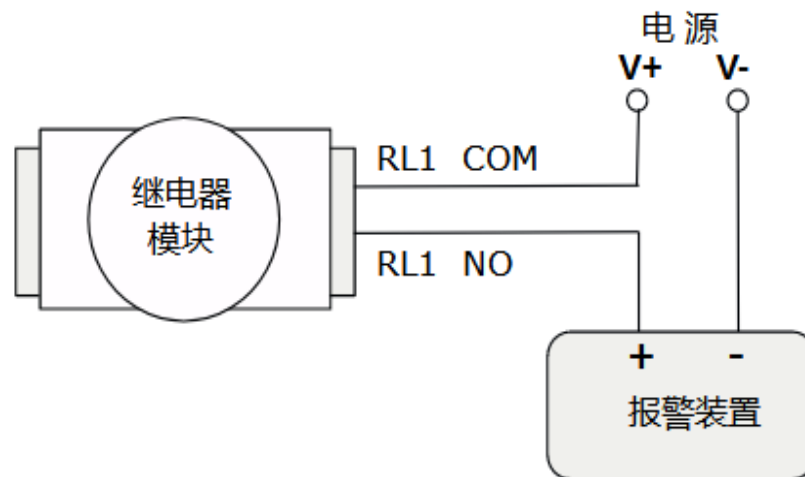 电 源
V+ V-
RL1 COM
继电器
模块
RL1 NO
+ -
报警装置